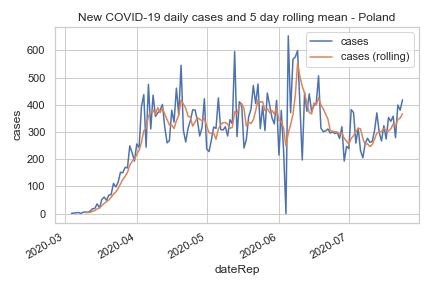 New COVID-19 daily cases and 5 day rolling mean - Poland
cases
cases (rolling)
600
500
400
300
200
100
0
cases
2020-03
2020-04
2020-05
2020-06
2020-07
dateRep